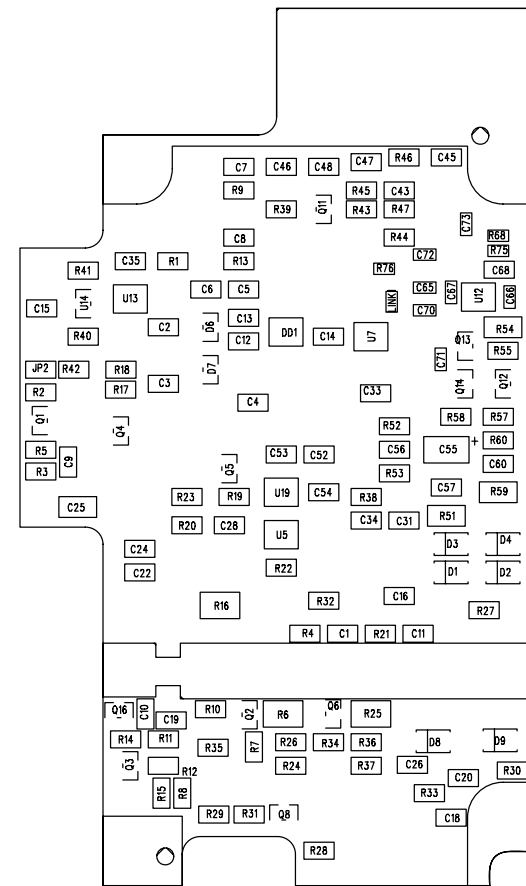 C7 C46 C48 C47 R46 C45
R9 R45 C43
R39 Q11 R43 R47
C73
C8 R44 R68
R75
C35 R1 R13 C72
R41 R76 C68
C6 C5 C65 C67
U14 U13 LINK U12 C66
C15 C70
C13
C2 D6 R54
R40 C12 DD1 C14 U7 Q13
R55
C71
JP2 R42 R18 D7
C3 Q14 Q12
R2 R17 C33
C4
Q1 Q4 R58 R57
R52
R60
R5 C9 C53 C52 C56 C55 +
R3 Q5 R53 C60
C57 R59
R23 R19 U19 C54 R38
C25
R20 C28 C34 C31 R51
U5
C24 D3 D4
C22 R22 D1 D2
R16 R32 C16
R27
R4 C1 R21 C11
Q16 C10 R10 Q2 R6 Q6 R25
C19
R14 R11 R35 R7 R26 R34 R36 D8 D9
Q3 R12 R24 R37 C26 R30
C20
R15 R8 R33
R29 R31 Q8 C18
R28